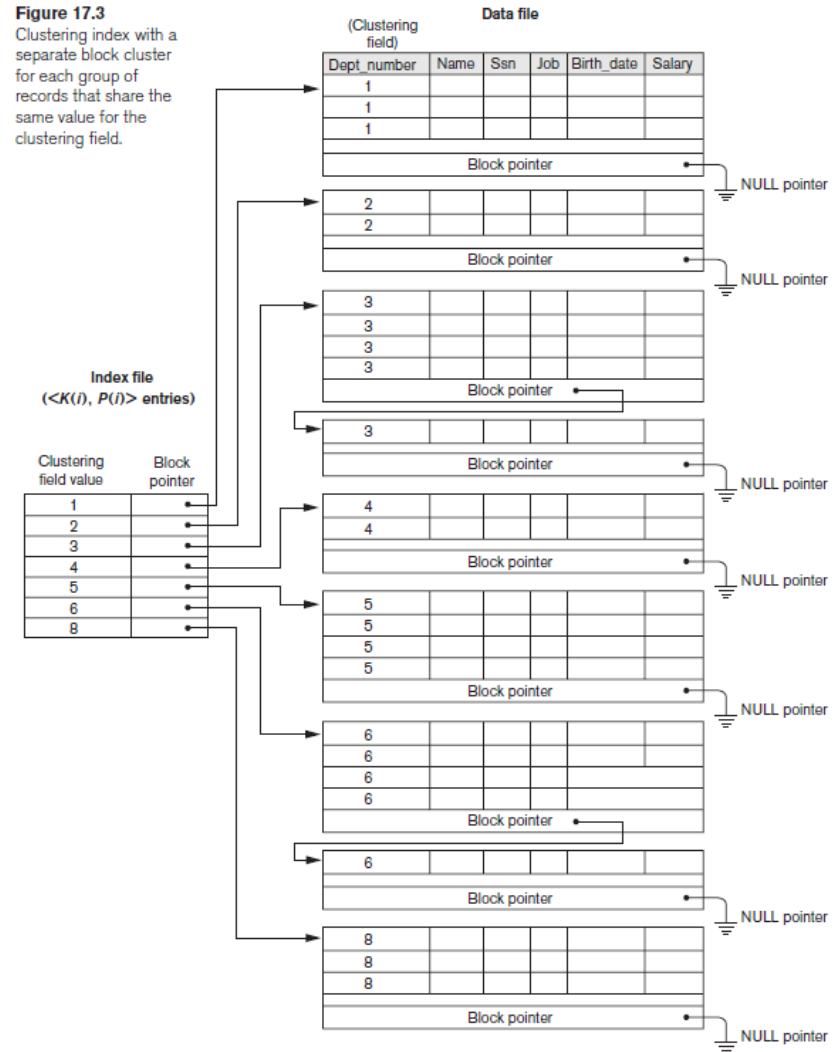 Figure 17.3
Clustering index with a
separate block cluster
for each group of
records that share the
same value for the
clustering field.
Data file
(Clustering
field)
Dept_number Name Ssn Job Birth_date Salary
1
1
1
Block pointer
NULL pointer
2
2
Block pointer
NULL pointer
3
3
3
3
Block pointer
3
Block pointer
NULL pointer
4
4
Block pointer
NULL pointer
5
5
5
5
Block pointer
NULL pointer
6
6
6
6
Block pointer
6
Block pointer
NULL pointer
8
8
8
Block pointer
NULL pointer
Index file
(<K(i), P(i)> entries)
Clustering
field value
Block
pointer
1
2
3
4
5
6
8